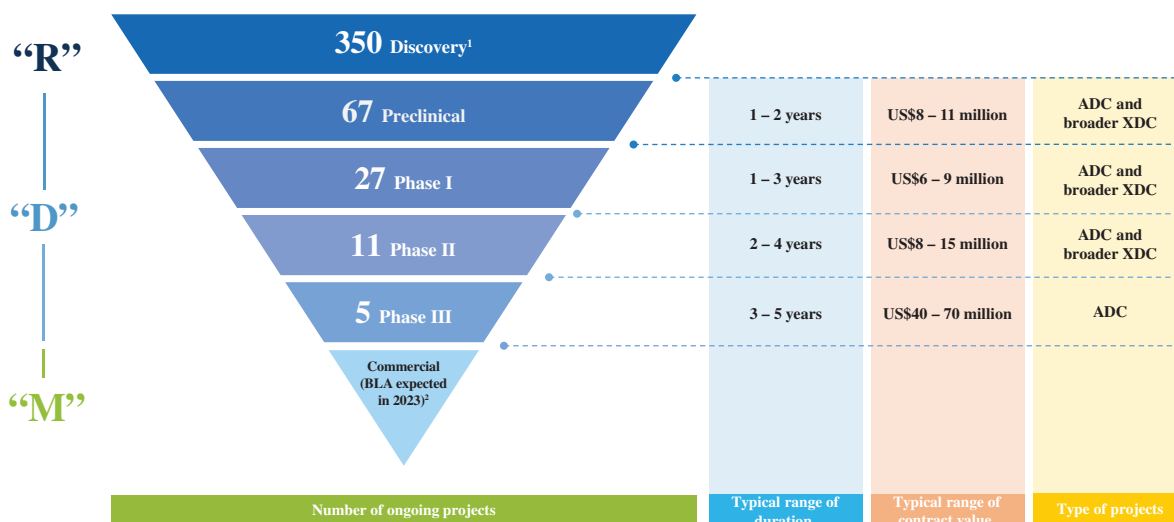 “R”
“D”
“M”
350 Discovery1
67 Preclinical
1 – 2 years
US$8 – 11 million
ADC and
broader XDC
27 Phase I
1 – 3 years
US$6 – 9 million
ADC and
broader XDC
11 Phase II
2 – 4 years
US$8 – 15 million
ADC and
broader XDC
5 Phase III
3 – 5 years
US$40 – 70 million
ADC
Commercial
(BLA expected
in 2023)2
Number of ongoing projects
Typical range of
duration
Typical range of
contract value
Type of projects